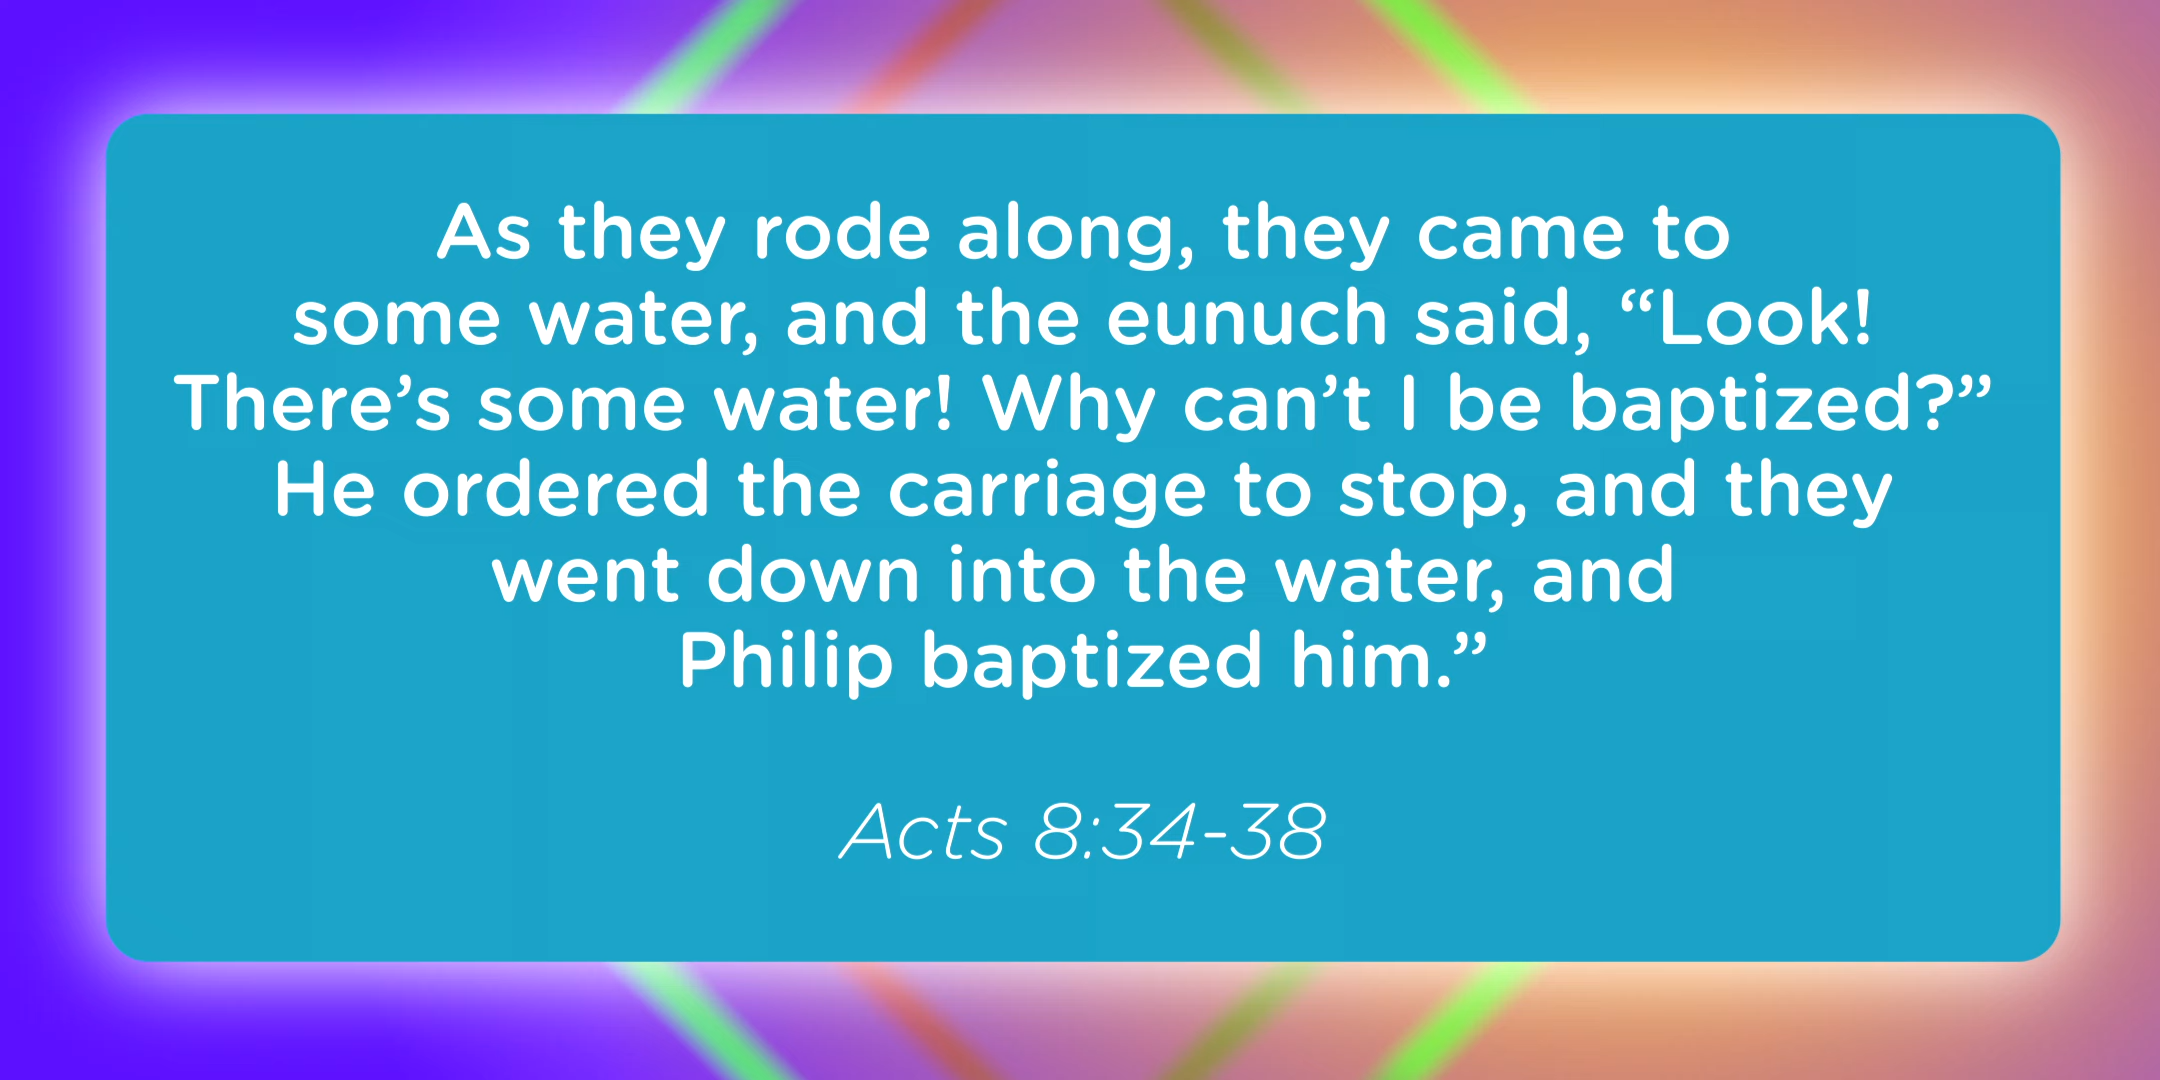 As they rode along, they came to
some water, and the eunuch said, “Look!
There’s some water! Why can’t I be baptized?”
He ordered the carriage to stop, and they
went down into the water, and
Philip baptized him.”
Acts 8:34-38